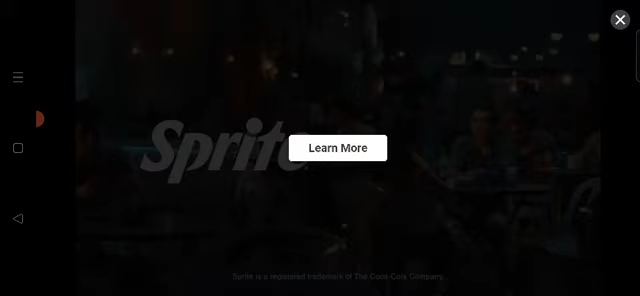 Sprite
Learn More
Sprite is a registered trademark of The Coca-Cola Company.